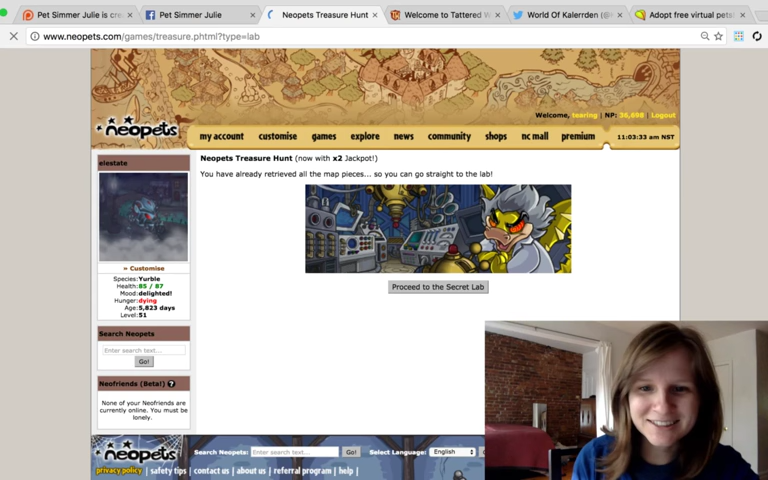 Pet Simmer Julie is crea
Pet Simmer Julie
Neopets Treasure Hunt
Welcome to Tattered W
World Of Kalerrden (@
Adopt free virtual pets
www.neopets.com/games/treasure.phtml?type=lab
Welcome, tearing | NP: 36,698 | Logout
neopets
my account customise games explore news community shops nc mall premium 11:03:33 am NST
elestate
Neopets Treasure Hunt (now with x2 Jackpot!)
You have already retrieved all the map pieces... so you can go straight to the lab!
Proceed to the Secret Lab
» Customise
Species: Yurble
Health: 85 / 87
Mood: delighted!
Hunger: dying
Age: 5,823 days
Level: 51
Search Neopets
Enter search text...
Go!
Neofriends (Beta!) ?
None of your Neofriends are
currently online. You must be
lonely.
neopets
Search Neopets: Enter search text... Go! Select Language: English
privacy policy | safety tips | contact us | about us | referral program | help |